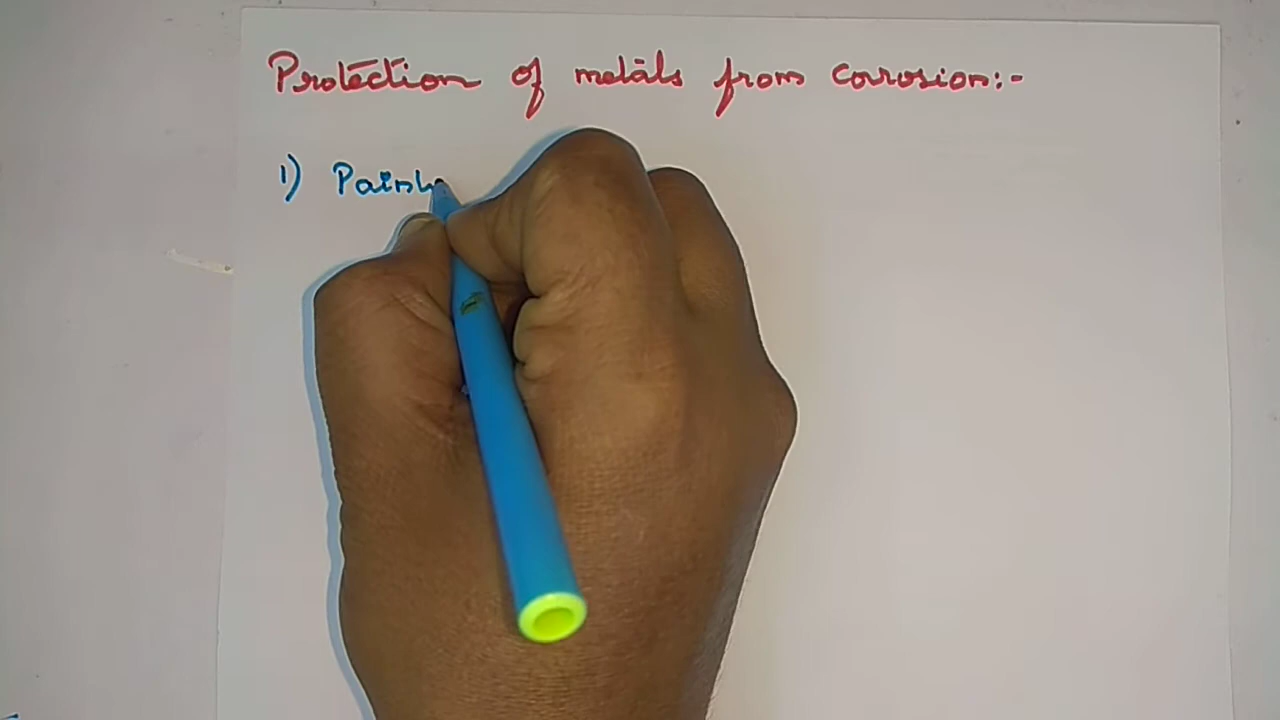 Protection of metals from corrosion:-
1) Paint